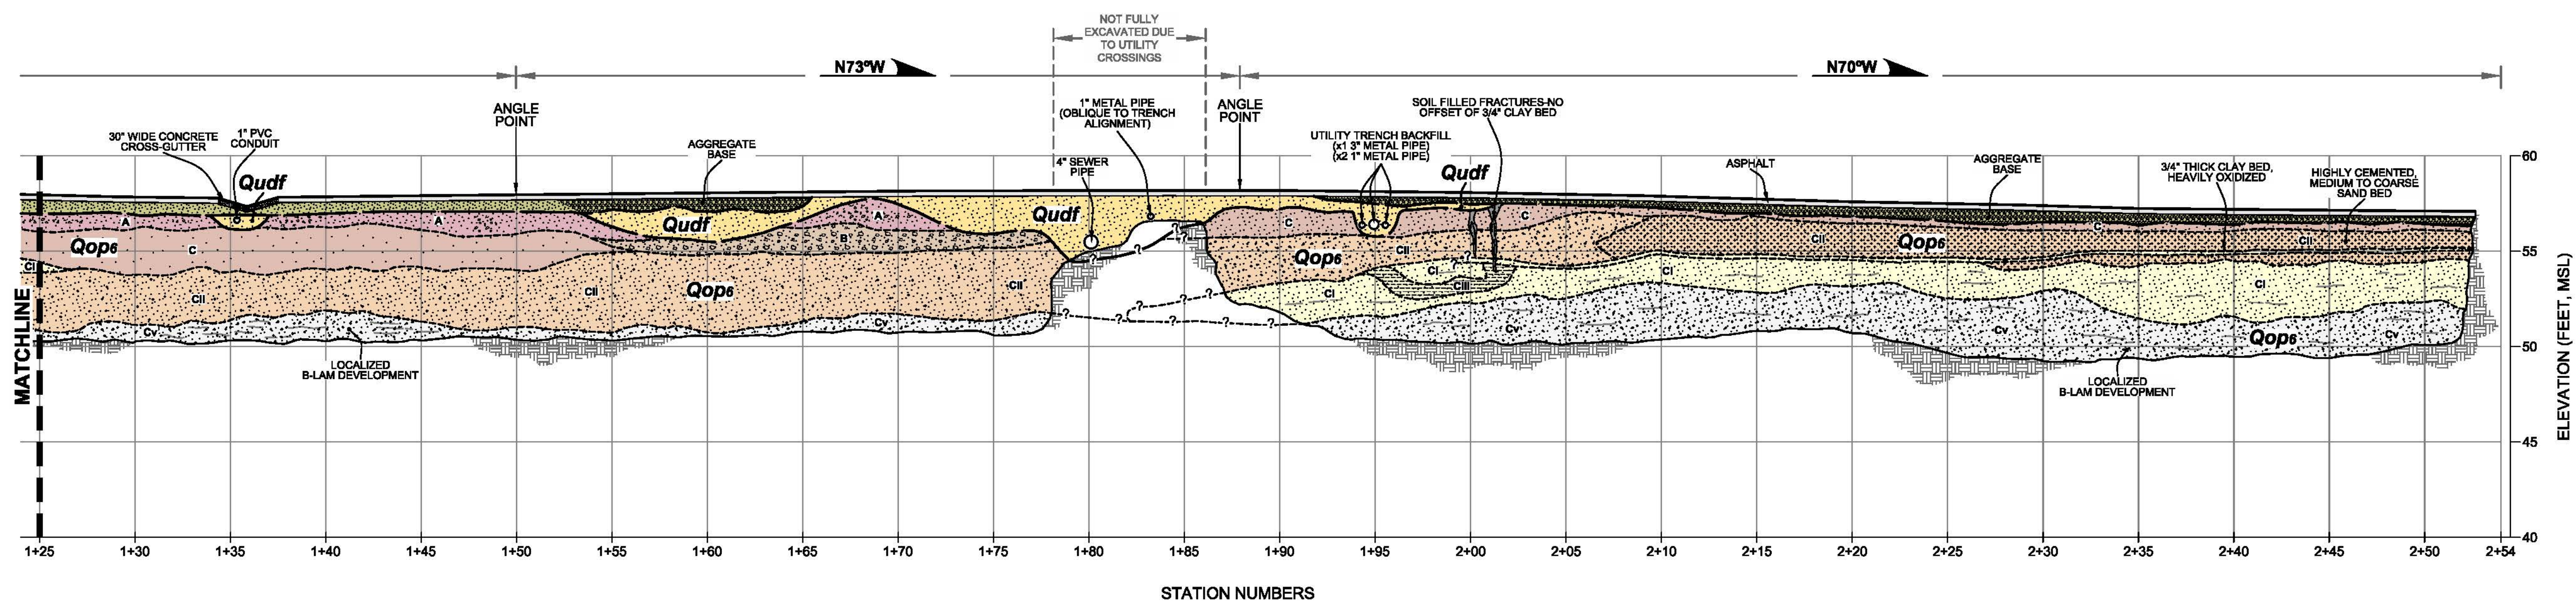 NOT FULLY
EXCAVATED DUE
TO UTILITY
CROSSINGS
N73ºW
N70ºW
ANGLE
POINT
1" METAL PIPE
(OBLIQUE TO TRENCH
ALIGNMENT)
ANGLE
POINT
SOIL FILLED FRACTURES-NO
OFFSET OF 3/4" CLAY BED
30" WIDE CONCRETE
CROSS-GUTTER
1" PVC
CONDUIT
AGGREGATE
BASE
4" SEWER
PIPE
UTILITY TRENCH BACKFILL
(x1 3" METAL PIPE)
(x2 1" METAL PIPE)
ASPHALT
AGGREGATE
BASE
3/4" THICK CLAY BED,
HEAVILY OXIDIZED
HIGHLY CEMENTED,
MEDIUM TO COARSE
SAND BED
60
Qudf
Qudf
A
A
Qudf
A
Qudf
C
C
C
Qop6
C
B
CII
CII
Qop6
CII
55
CI
Qop6
CI
CI
CI
CII
CII
Qop6
CII
CIII
CI
CV
CV
CV
CV
Qop6
CV
50
? ? ? ? ? ? ? ? ? ? ? ? ?
LOCALIZED
B-LAM DEVELOPMENT
LOCALIZED
B-LAM DEVELOPMENT
MATCHLINE
45
40
ELEVATION (FEET, MSL)
1+25 1+30 1+35 1+40 1+45 1+50 1+55 1+60 1+65 1+70 1+75 1+80 1+85 1+90 1+95 2+00 2+05 2+10 2+15 2+20 2+25 2+30 2+35 2+40 2+45 2+50 2+54
STATION NUMBERS